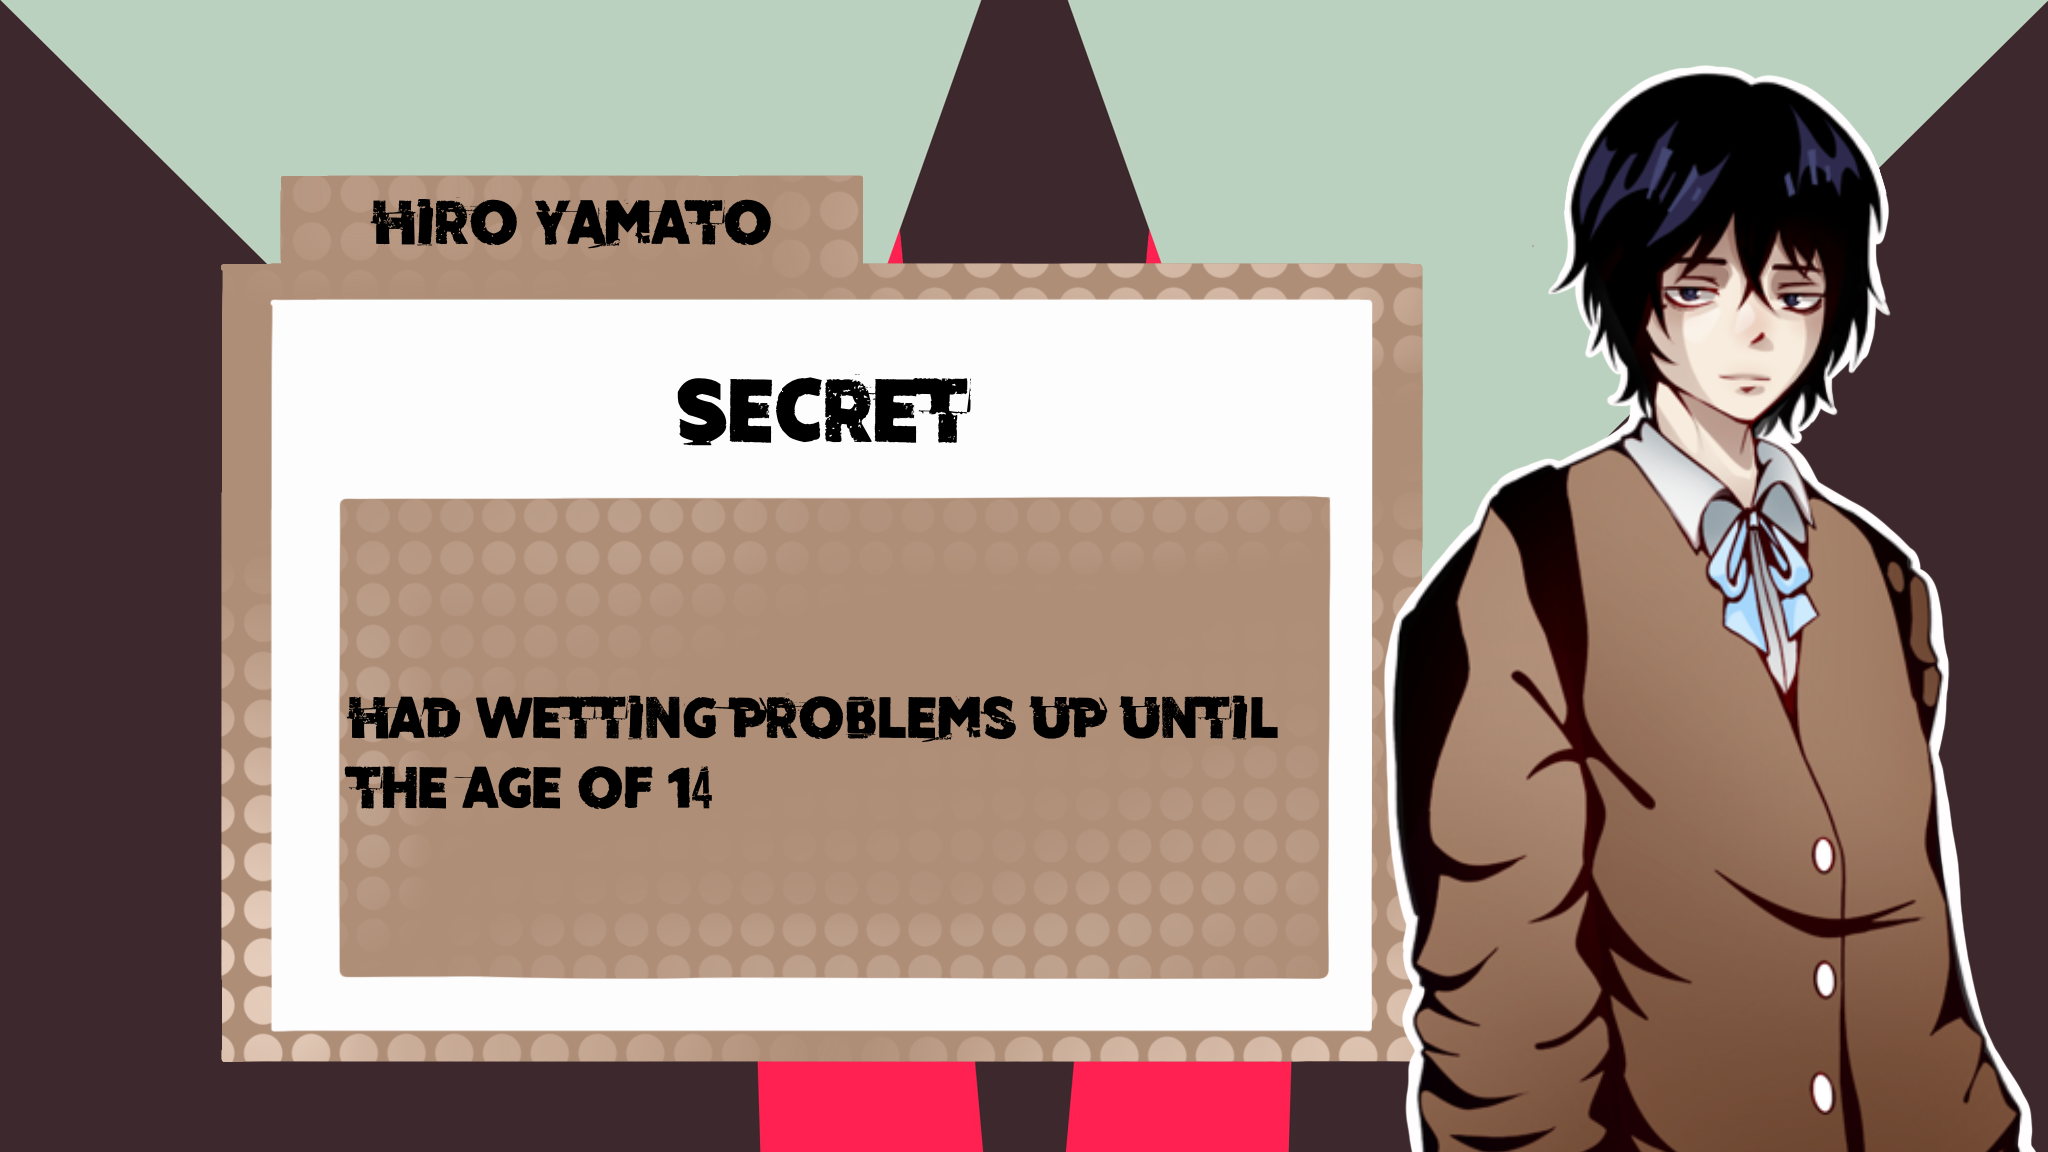 HIRO YAMATO
SECRET
HAD WETTING PROBLEMS UP UNTIL
THE AGE OF 14